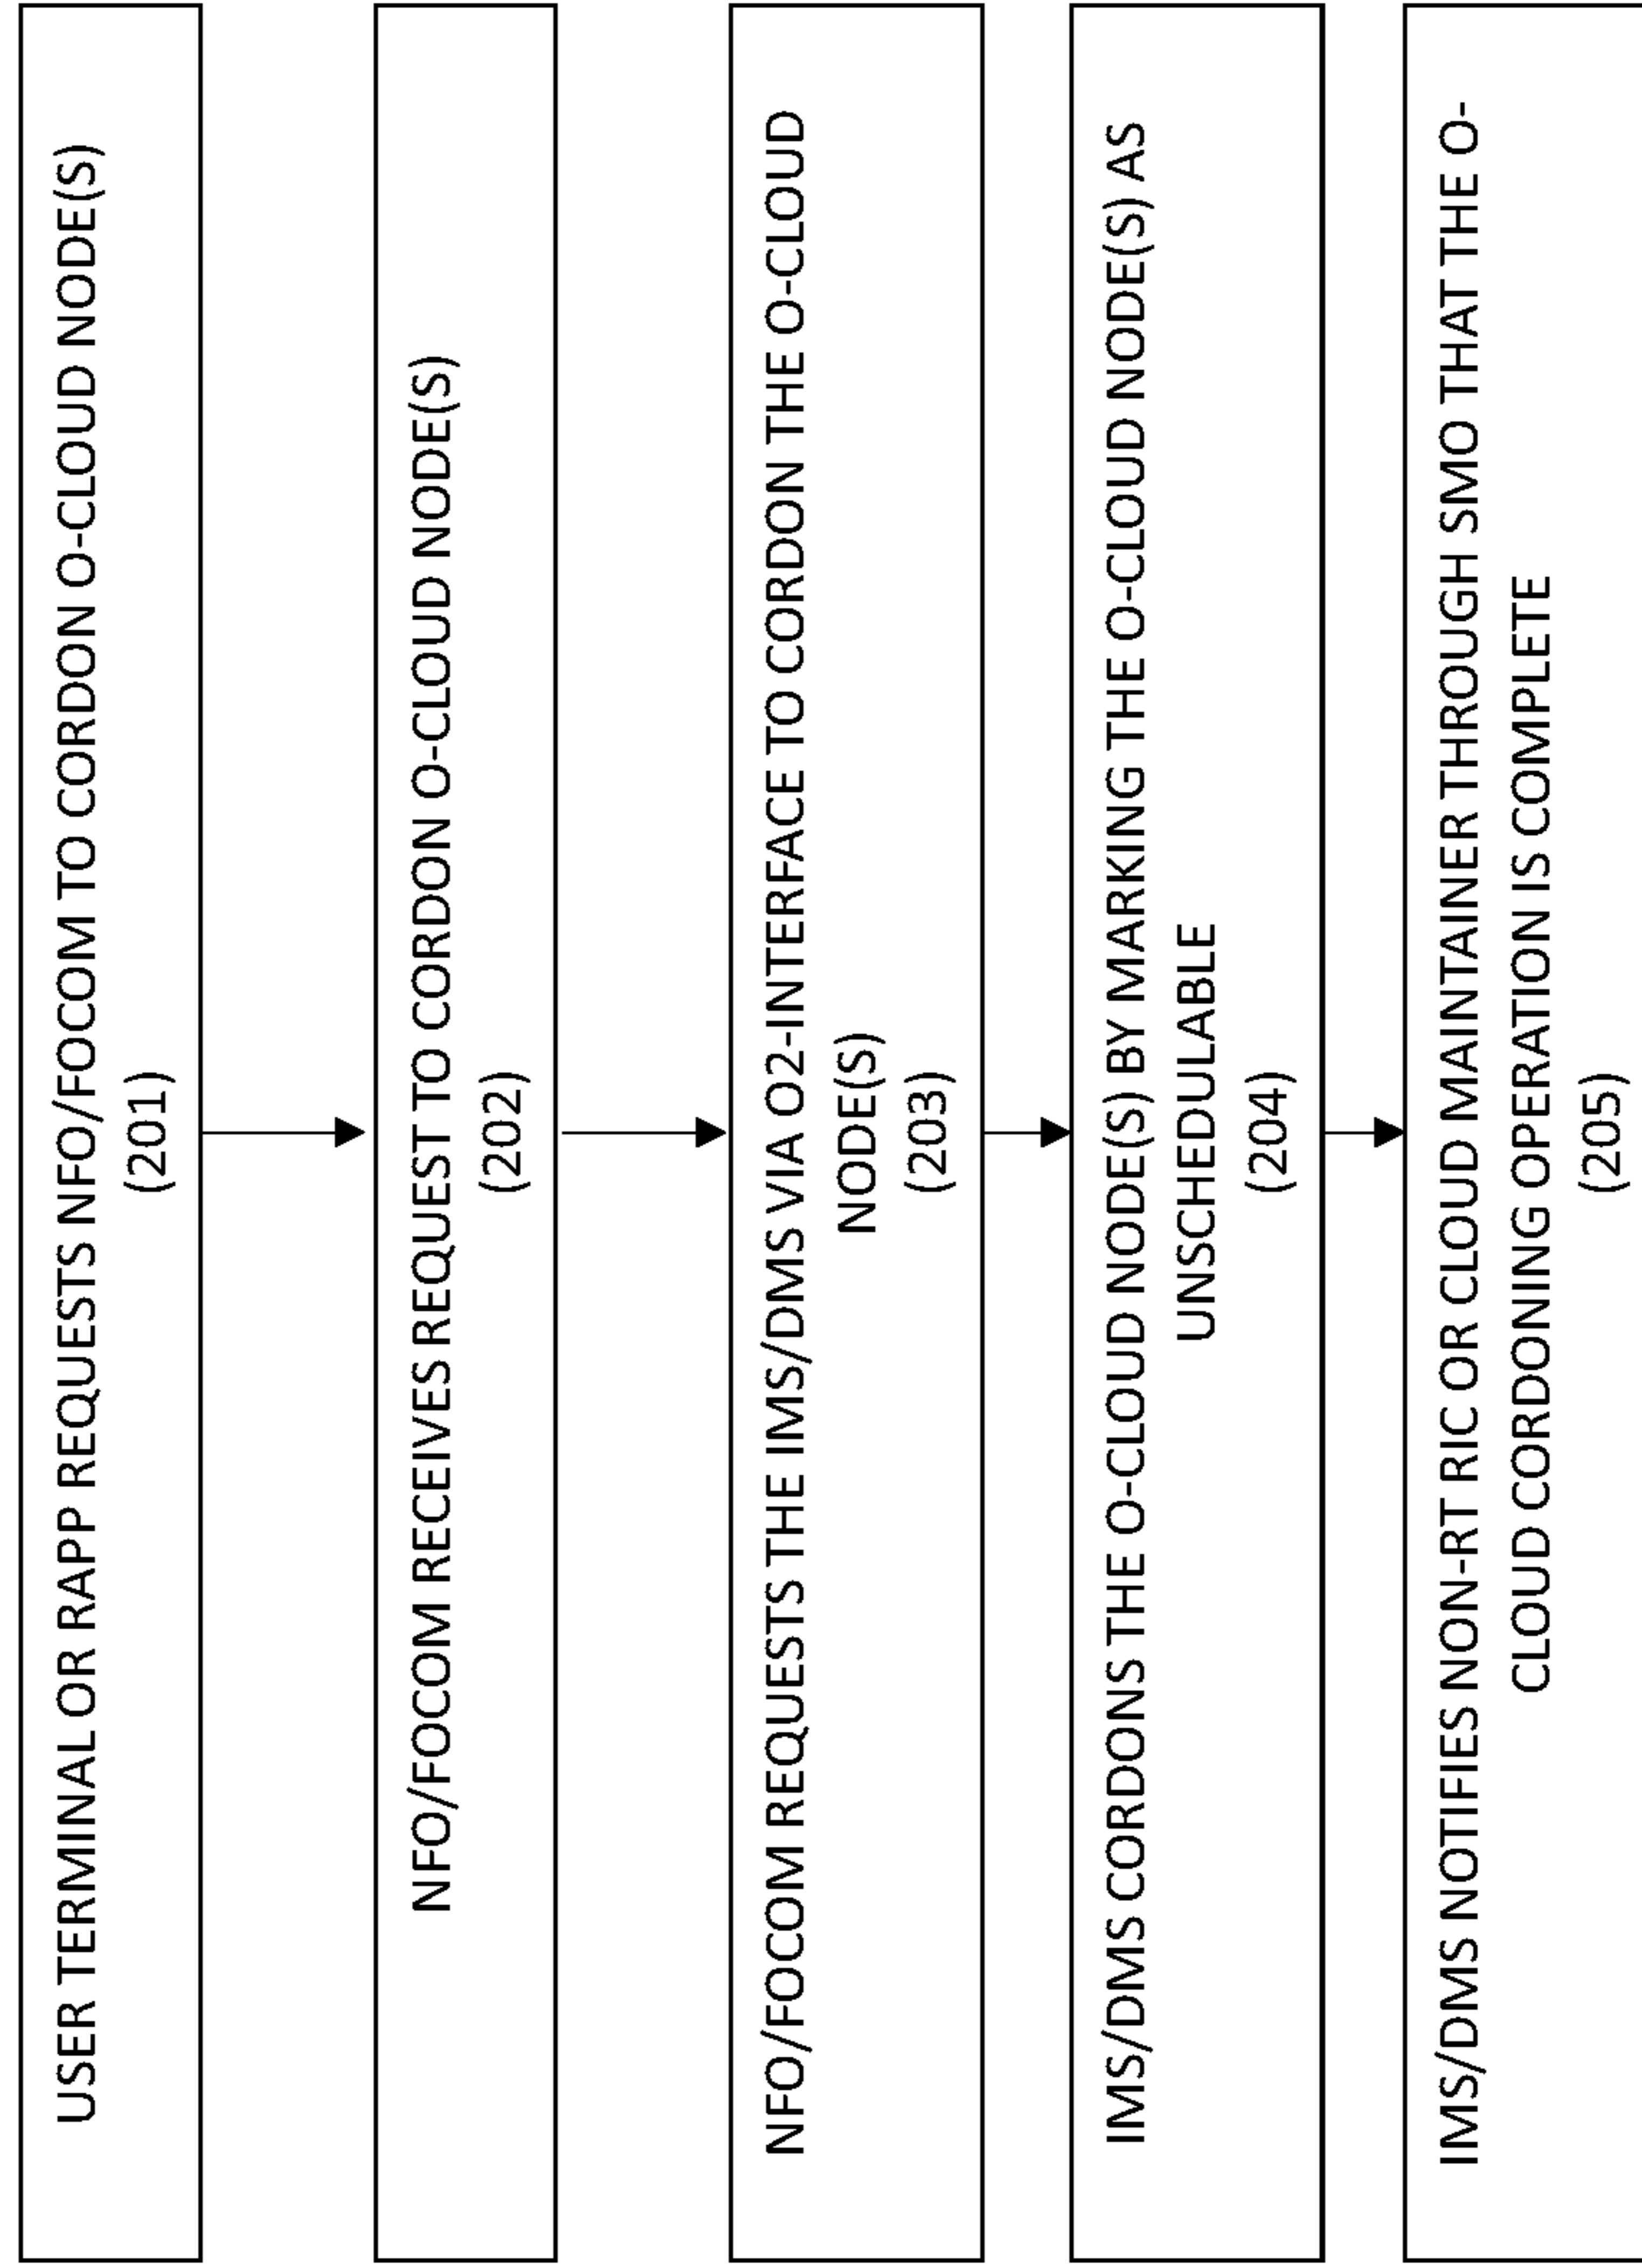 USER TERMINAL OR RAPP REQUESTS NFO/FOCOM TO CORDON O-CLOUD NODE(S)
(201)
NFO/FOCOM RECEIVES REQUEST TO CORDON O-CLOUD NODE(S)
(202)
NFO/FOCOM REQUESTS THE IMS/DMS VIA O2-INTERFACE TO CORDON THE O-CLOUD
NODE(S)
(203)
IMS/DMS CORDONS THE O-CLOUD NODE(S) BY MARKING THE O-CLOUD NODE(S) AS
UNSCHEDULABLE
(204)
IMS/DMS NOTIFIES NON-RT RIC OR CLOUD MAINTAINER THROUGH SMO THAT THE O-
CLOUD CORDONING OPERATION IS COMPLETE
(205)